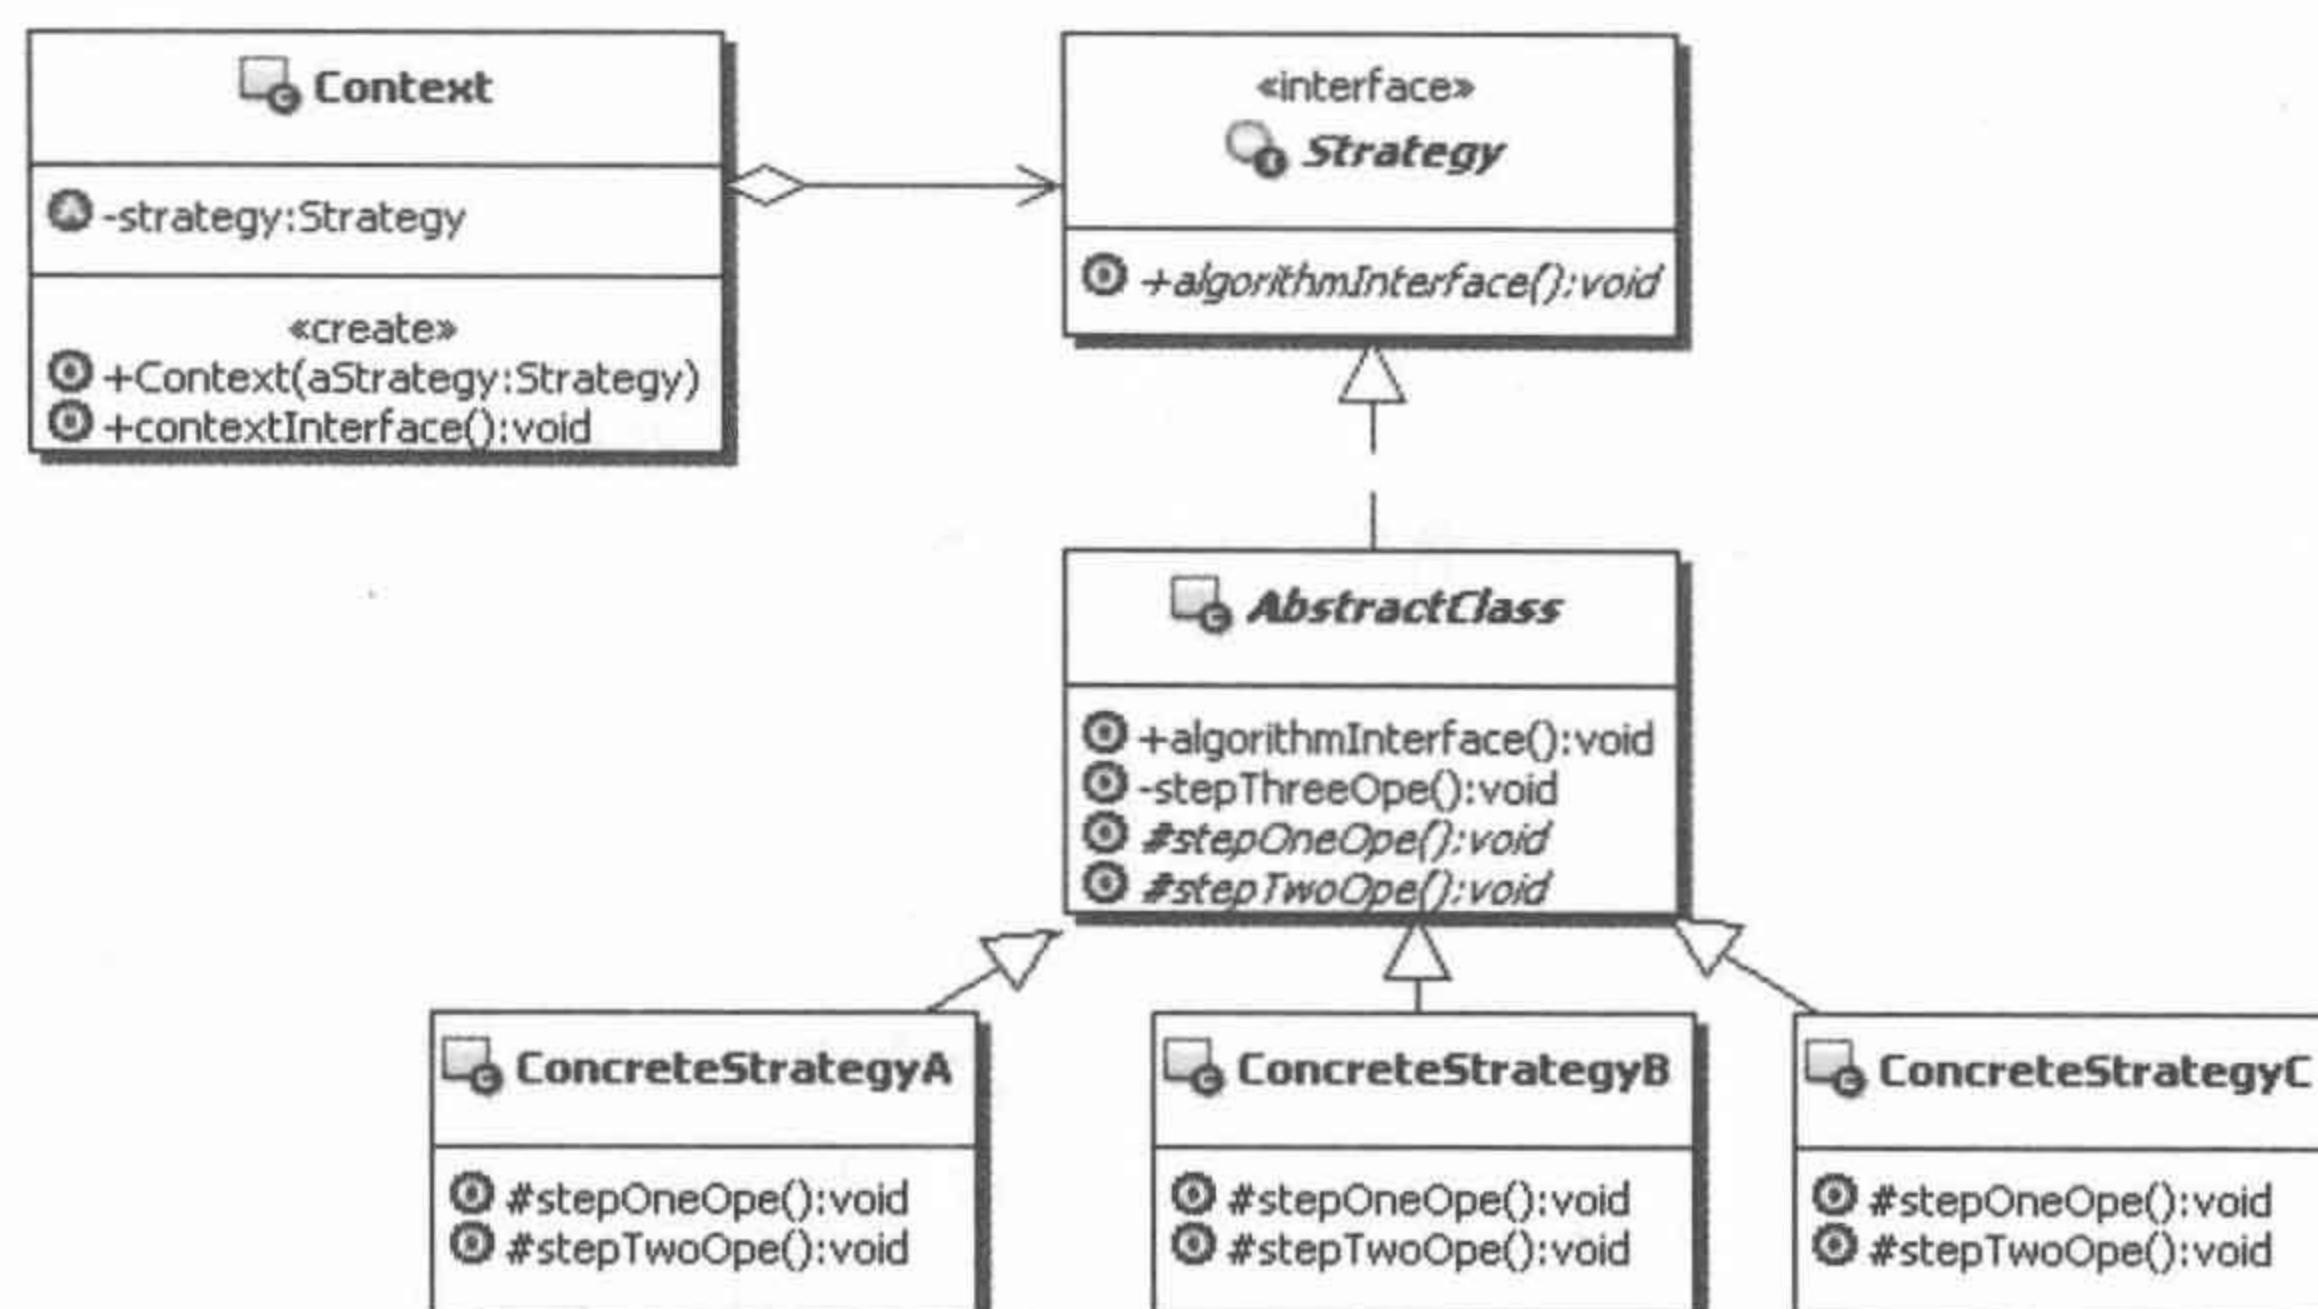 Context
-strategy:Strategy
«create»
+Context(aStrategy:Strategy)
+contextInterface():void
«interface»
Strategy
+algorithmInterface():void
AbstractClass
+algorithmInterface():void
-stepThreeOpe():void
#stepOneOpe():void
#stepTwoOpe():void
ConcreteStrategyA
#stepOneOpe():void
#stepTwoOpe():void
ConcreteStrategyB
#stepOneOpe():void
#stepTwoOpe():void
ConcreteStrategyC
#stepOneOpe():void
#stepTwoOpe():void